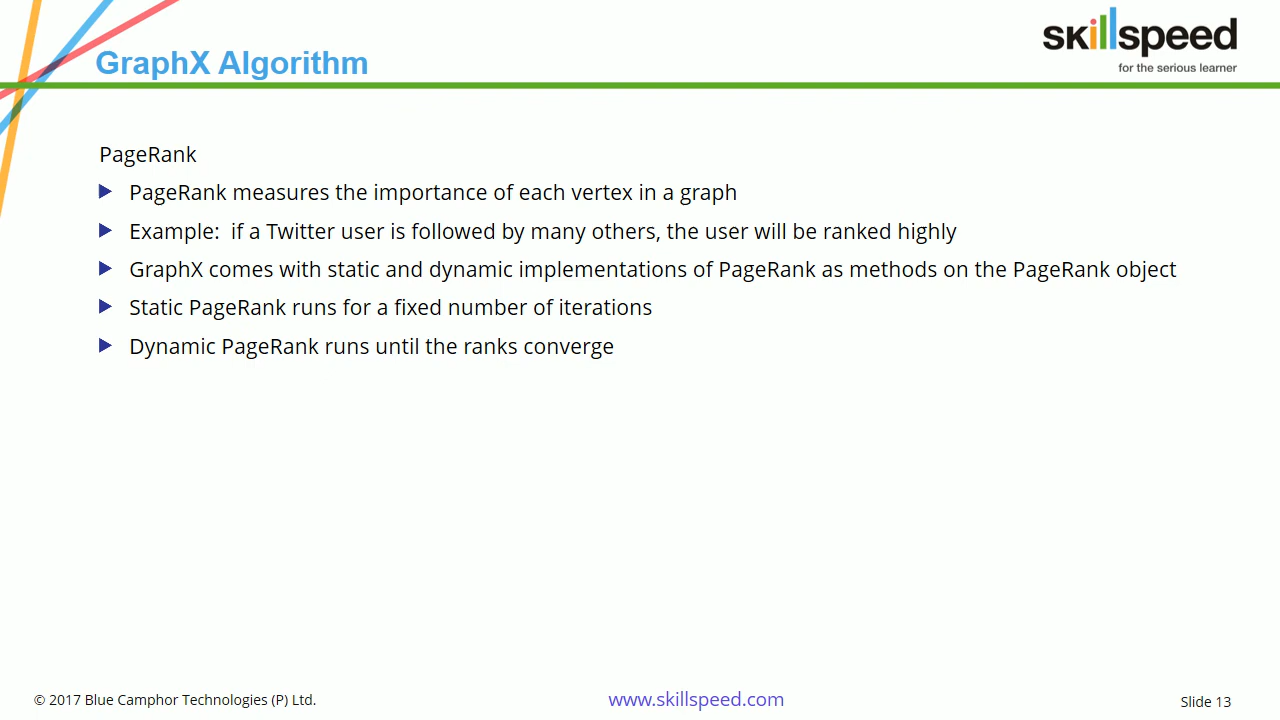 skillspeed
for the serious learner
GraphX Algorithm
PageRank
PageRank measures the importance of each vertex in a graph
Example:  if a Twitter user is followed by many others, the user will be ranked highly
GraphX comes with static and dynamic implementations of PageRank as methods on the PageRank object
Static PageRank runs for a fixed number of iterations
Dynamic PageRank runs until the ranks converge
© 2017 Blue Camphor Technologies (P) Ltd.
www.skillspeed.com
Slide 13